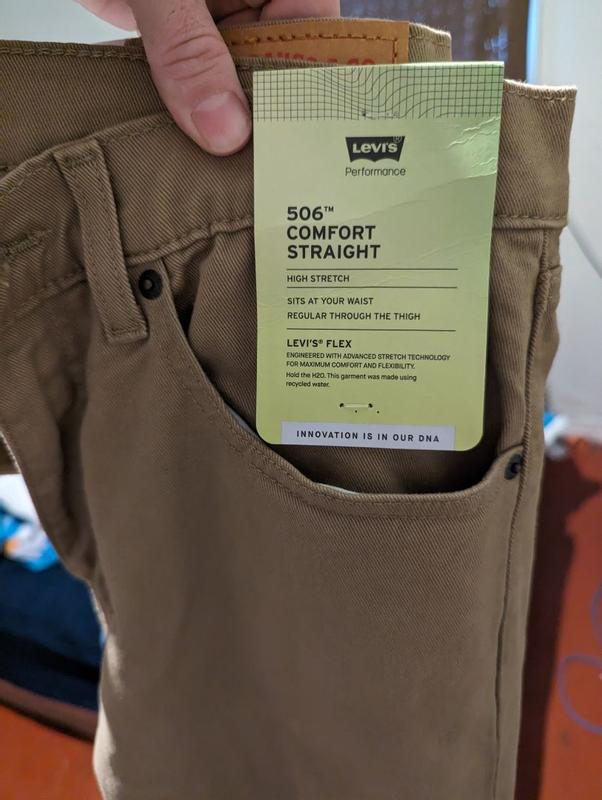 LEVI'S®
Performance
506™
COMFORT
STRAIGHT
HIGH STRETCH
SITS AT YOUR WAIST
REGULAR THROUGH THE THIGH
LEVI'S® FLEX
ENGINEERED WITH ADVANCED STRETCH TECHNOLOGY
FOR MAXIMUM COMFORT AND FLEXIBILITY.
Hold the H2O. This garment was made using
recycled water.
INNOVATION IS IN OUR DNA